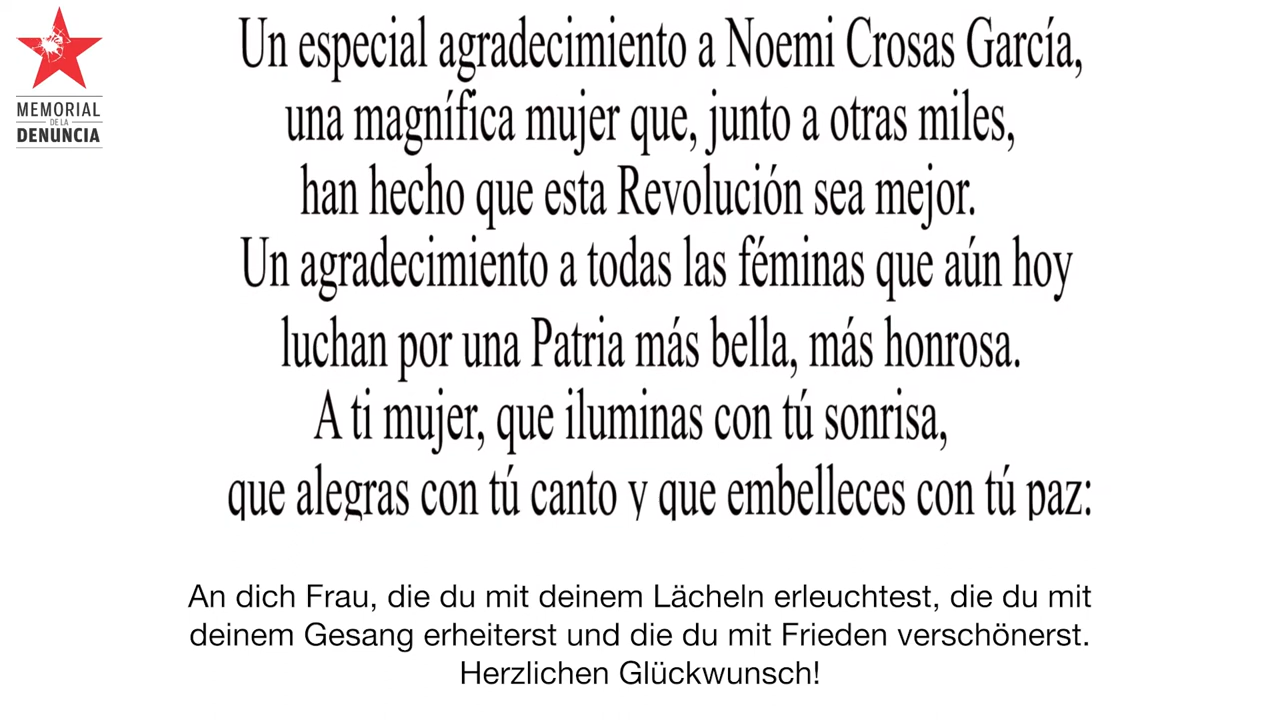 MEMORIAL
DE LA
DENUNCIA
Un especial agradecimiento a Noemi Crosas García,
una magnífica mujer que, junto a otras miles,
han hecho que esta Revolución sea mejor.
Un agradecimiento a todas las féminas que aún hoy
luchan por una Patria más bella, más honrosa.
A ti mujer, que iluminas con tú sonrisa,
que alegras con tú canto y que embelleces con tú paz:
An dich Frau, die du mit deinem Lächeln erleuchtest, die du mit
deinem Gesang erheiterst und die du mit Frieden verschönerst.
Herzlichen Glückwunsch!